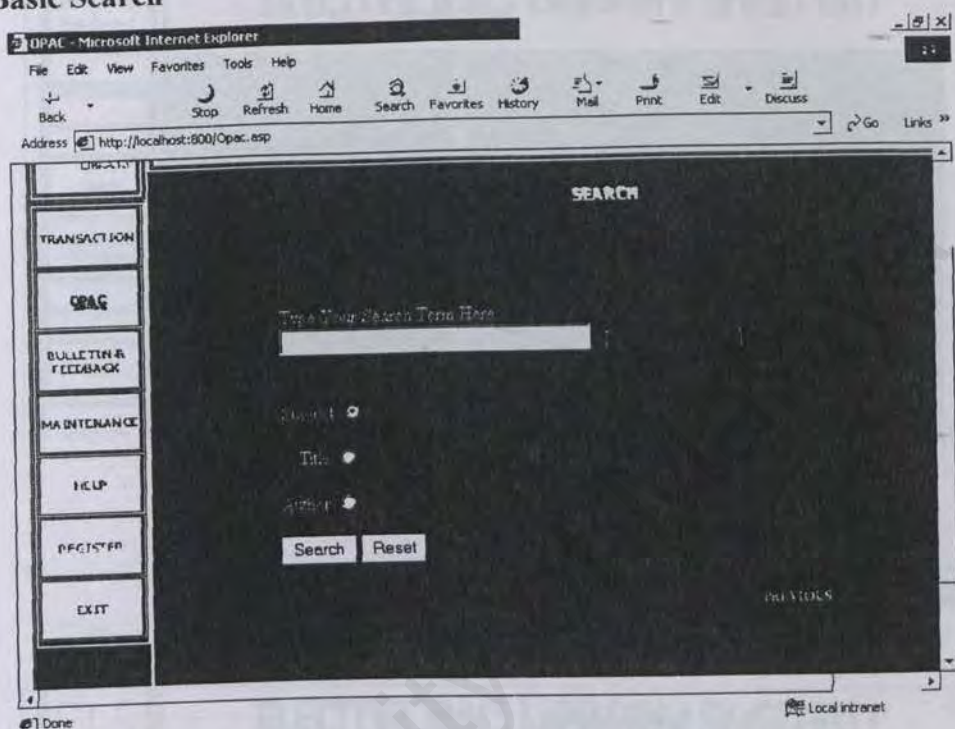 Basic Search
OPAC - Microsoft Internet Explorer
File Edit View Favorites Tools Help
Back Stop Refresh Home Search Favorites History Mail Print Edit Discuss
Address http://localhost:800/Opac.asp Go Links »
LIBRARY
SEARCH
TRANSACTION
OPAC
Type Your Search Term Here
BULLETIN &
FEEDBACK
MAINTENANCE
Title
HELP
Author
Search Reset
REGISTER
PREVIOUS
EXIT
Done Local intranet